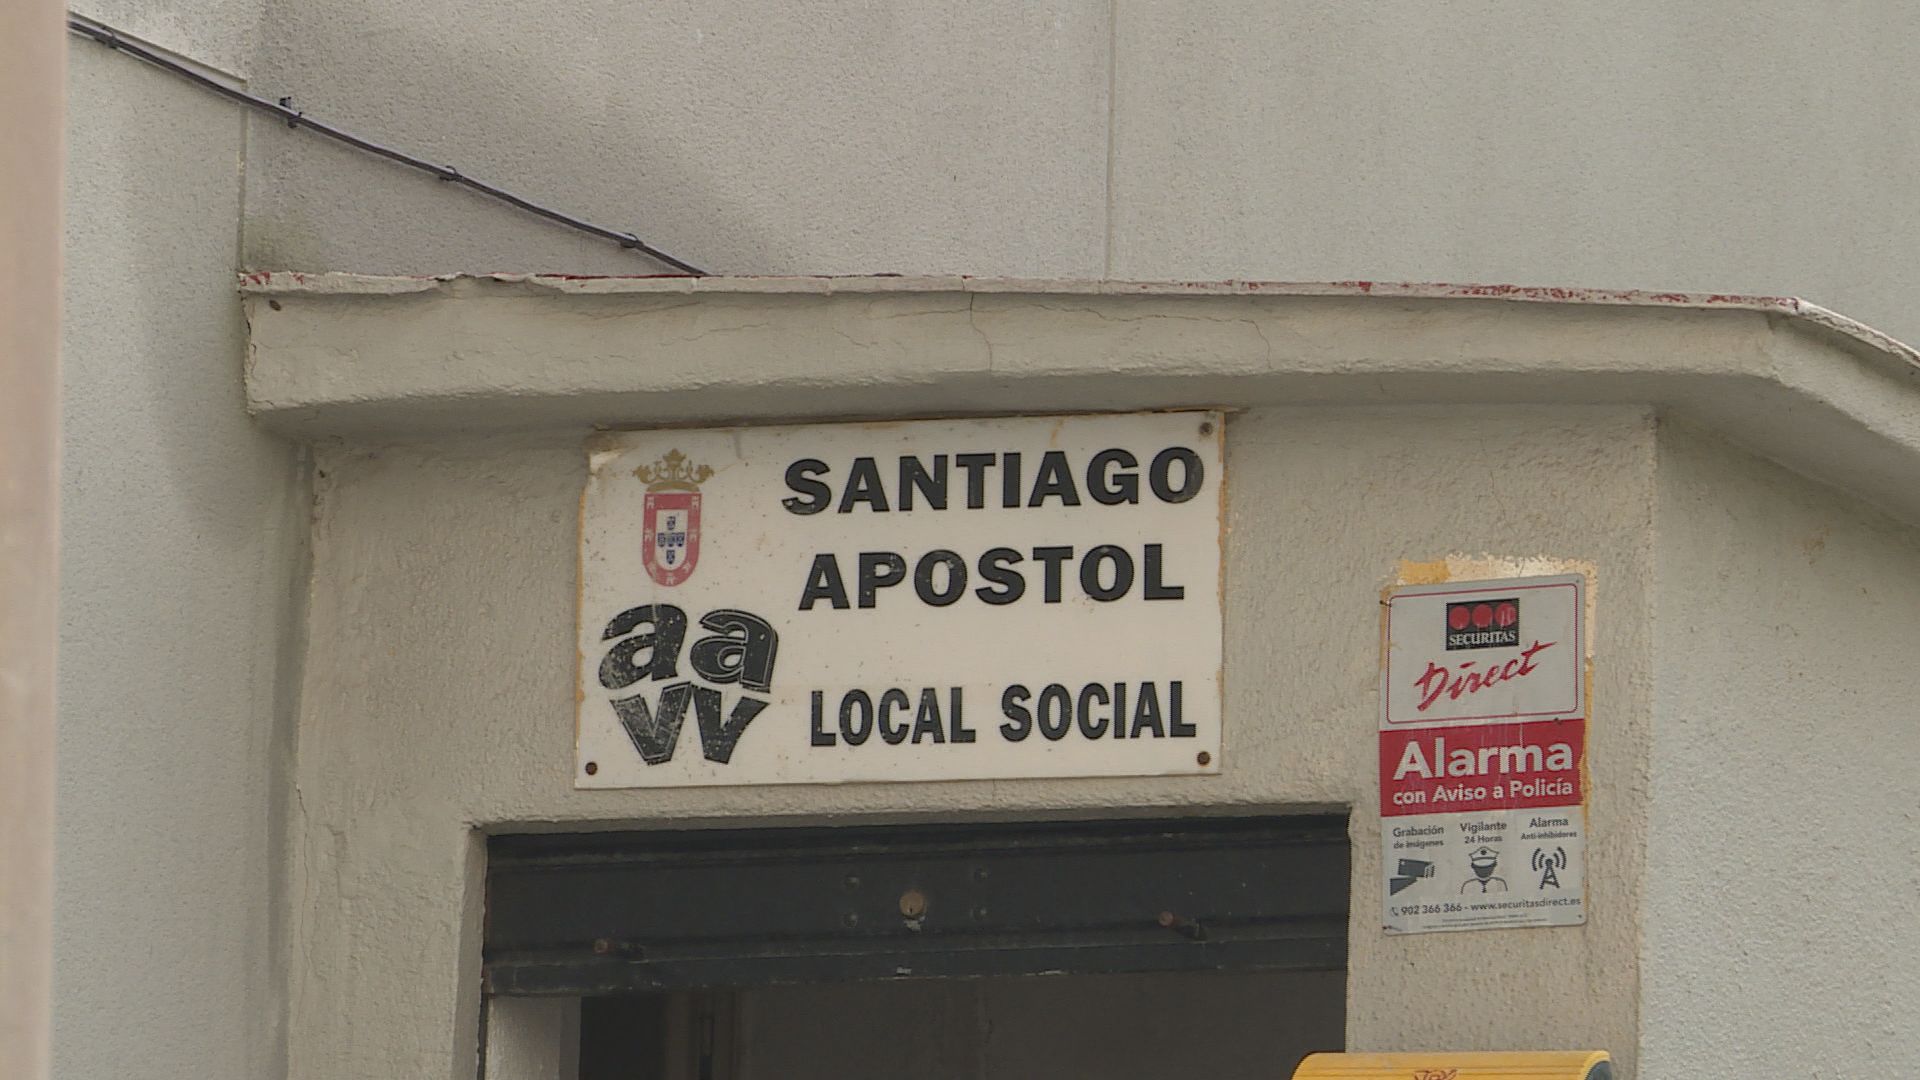 SANTIAGO
APOSTOL
aa
vv
LOCAL SOCIAL
SECURITAS
Direct
Alarma
con Aviso a Policía
Grabación
de imágenes
Vigilante
24 Horas
Alarma
Anti-inhibidores
902 366 366 - www.securitasdirect.es